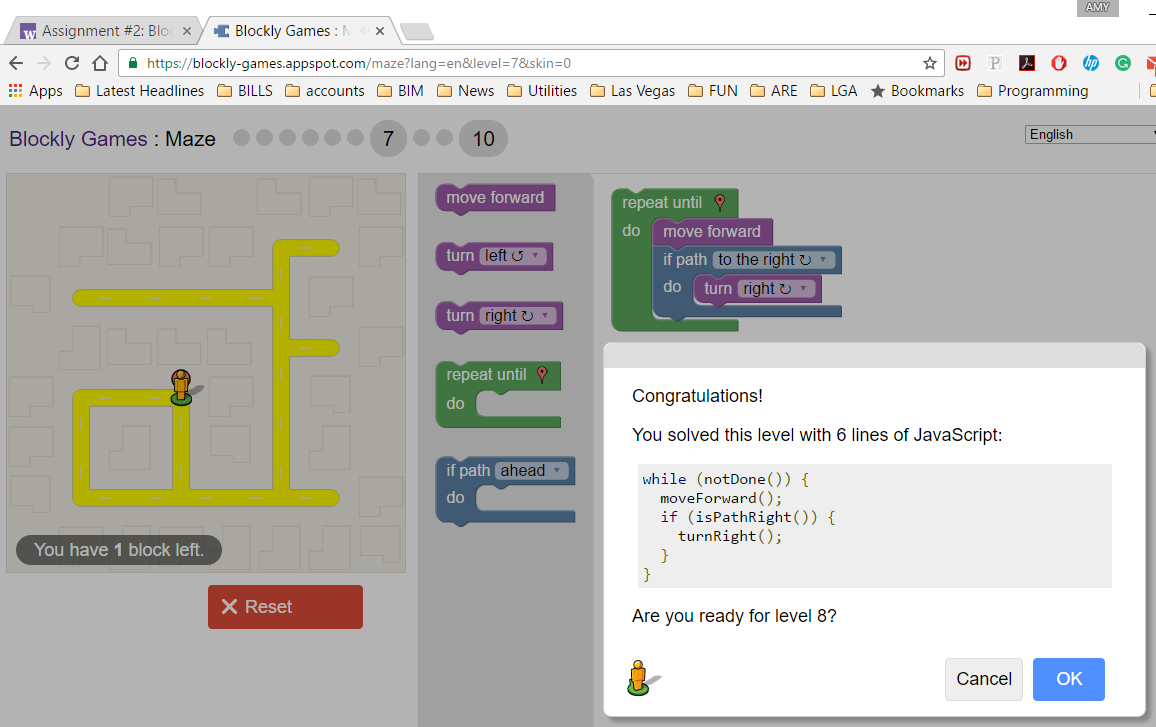 AMY
Assignment #2: Bloc
Blockly Games : M
https://blockly-games.appspot.com/maze?lang=en&level=7&skin=0
Apps Latest Headlines BILLS accounts BIM News Utilities Las Vegas FUN ARE LGA Bookmarks Programming
Blockly Games : Maze 7 10 English
move forward
turn left ↺ ▼
turn right ↻ ▼
repeat until
do
if path ahead ▼
do
repeat until
do move forward
if path to the right ↻ ▼
do turn right ↻ ▼
You have 1 block left.
Reset
Congratulations!
You solved this level with 6 lines of JavaScript:
while (notDone()) {
moveForward();
if (isPathRight()) {
turnRight();
}
}
Are you ready for level 8?
Cancel OK